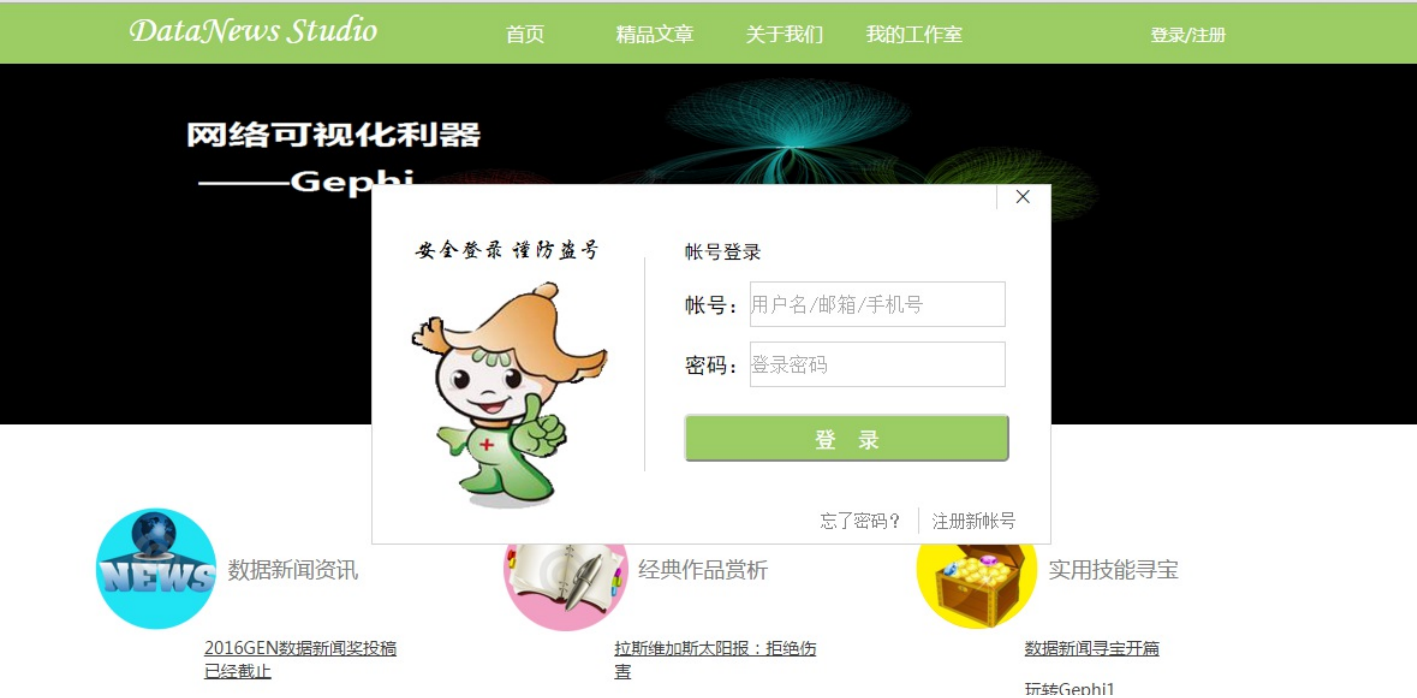 DataNews Studio 首页 精品文章 关于我们 我的工作室 登录/注册
网络可视化利器
——Gephi
安全登录 谨防盗号
帐号登录
帐号：用户名/邮箱/手机号
密码：登录密码
登 录
忘了密码？ 注册新帐号
NEWS 数据新闻资讯 经典作品赏析 实用技能寻宝
2016GEN数据新闻奖投稿
已经截止
拉斯维加斯太阳报：拒绝伤
害
数据新闻寻宝开篇
玩转Gephi1